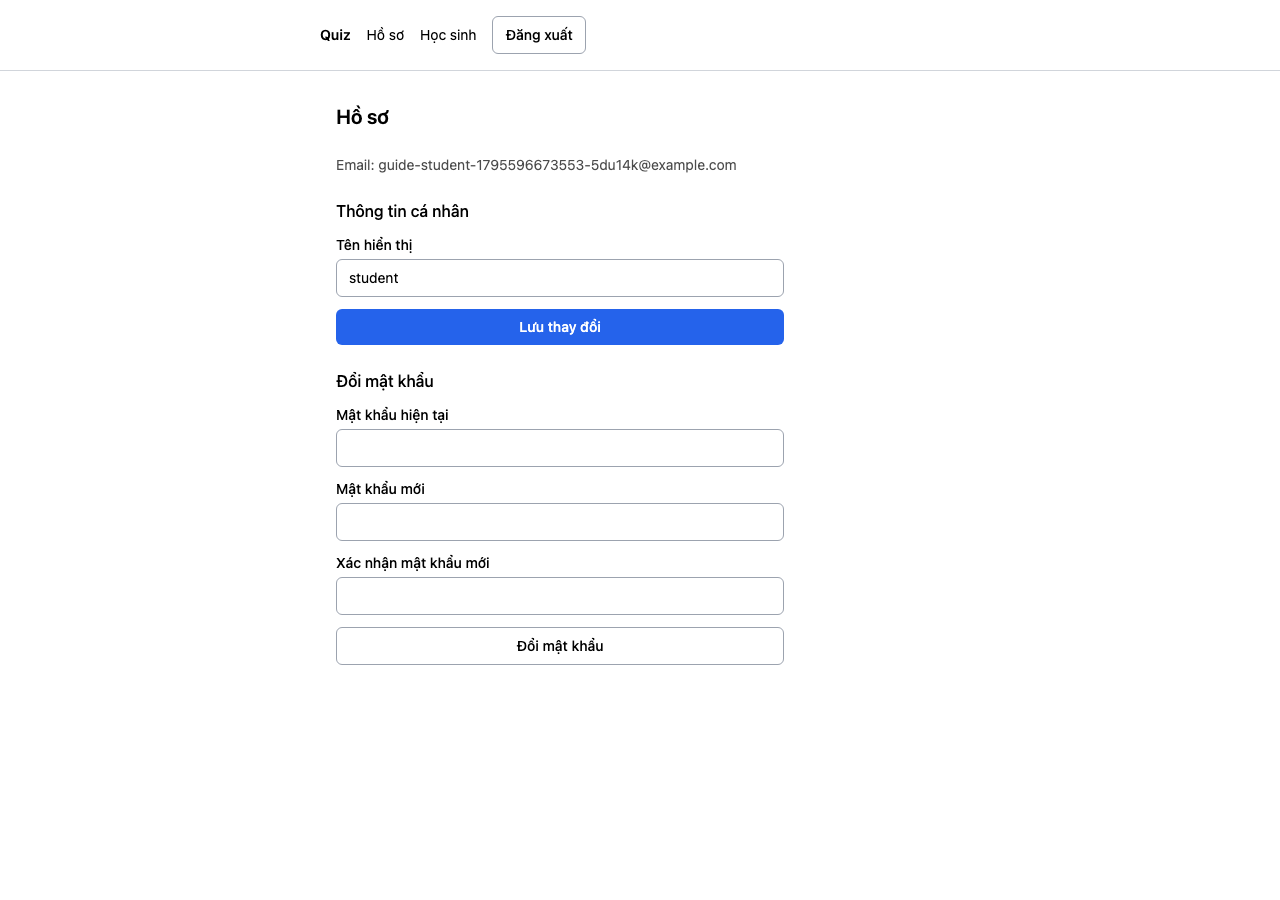 Quiz Hồ sơ Học sinh Đăng xuất
Hồ sơ
Email: guide-student-1795596673553-5du14k@example.com
Thông tin cá nhân
Tên hiển thị
student
Lưu thay đổi
Đổi mật khẩu
Mật khẩu hiện tại
Mật khẩu mới
Xác nhận mật khẩu mới
Đổi mật khẩu